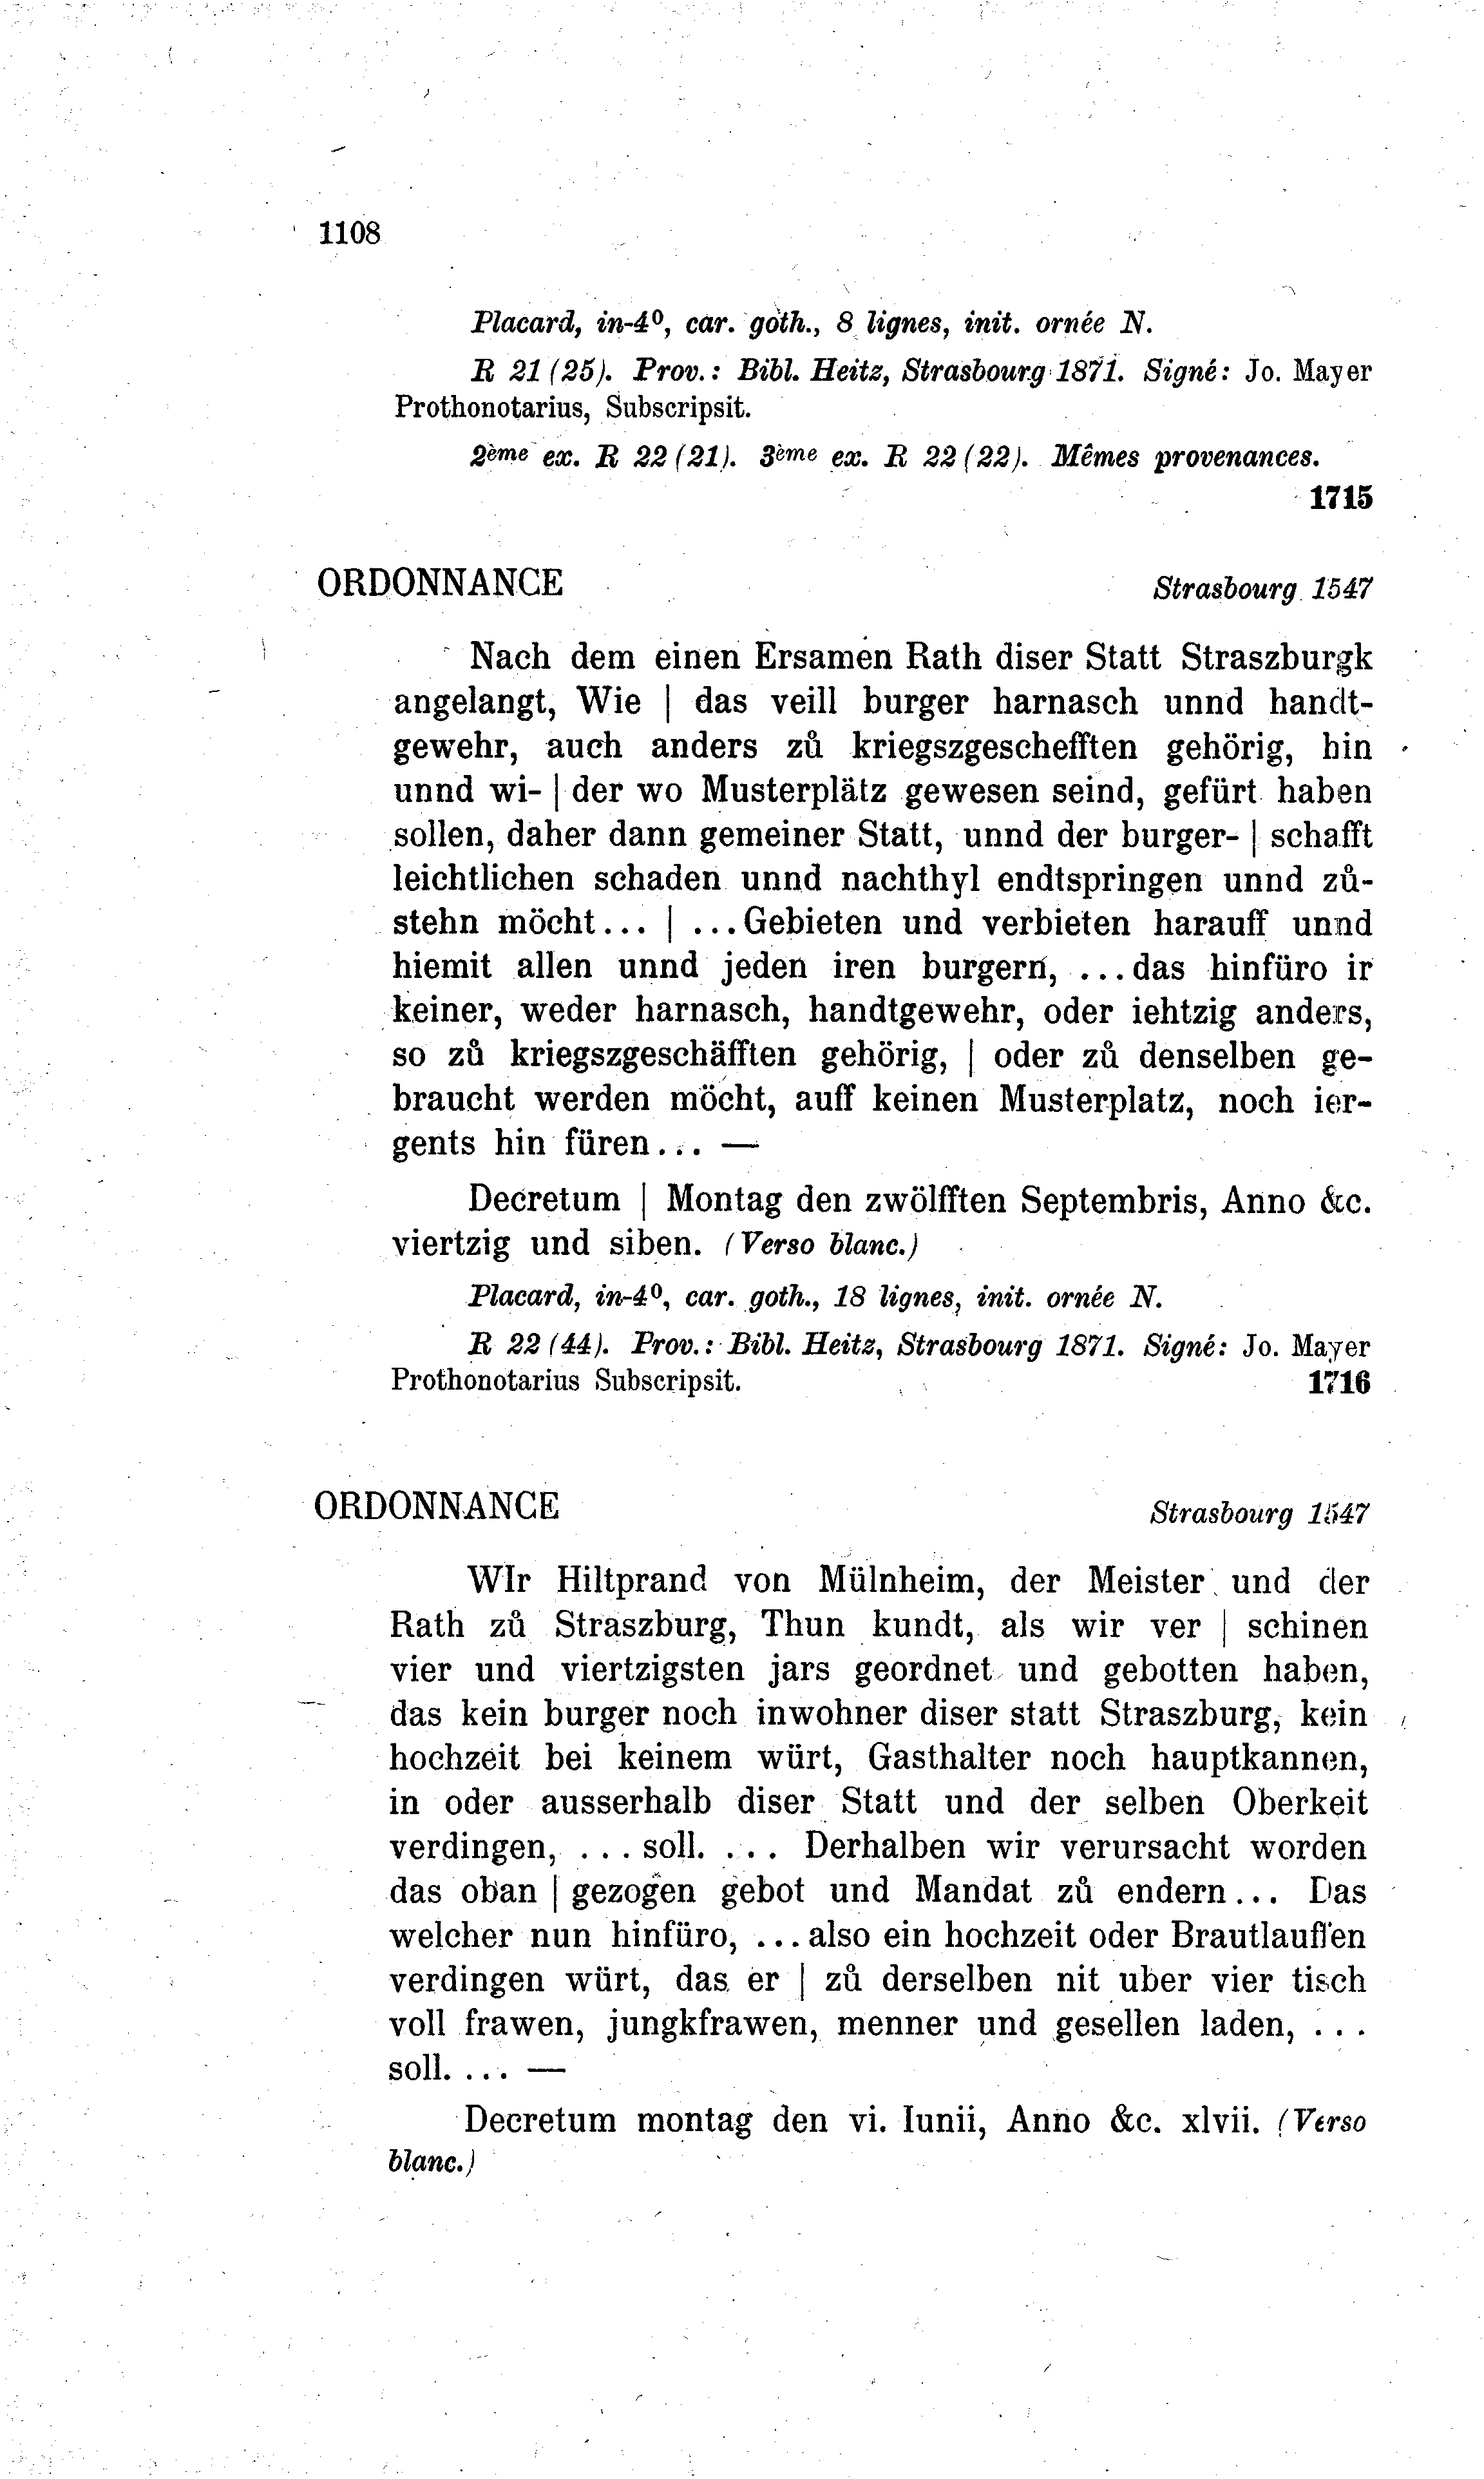 1108
Placard, in-4⁰, car. goth., 8 lignes, init. ornée N.
R 21 (25). Prov.: Bibl. Heitz, Strasbourg 1871. Signé: Jo. Mayer
Prothonotarius, Subscripsit.
2ème ex. R 22 (21). 3ème ex. R 22 (22). Mêmes provenances.
1715
ORDONNANCE Strasbourg 1547
Nach dem einen Ersamen Rath diser Statt Straszburgk
angelangt, Wie | das veill burger harnasch unnd handt-
gewehr, auch anders zů kriegszgeschefften gehörig, hin
unnd wi- | der wo Musterplätz gewesen seind, gefürt haben
sollen, daher dann gemeiner Statt, unnd der burger- | schafft
leichtlichen schaden unnd nachthyl endtspringen unnd zů-
stehn möcht... | ...Gebieten und verbieten harauff unnd
hiemit allen unnd jeden iren burgern, ...das hinfüro ir
keiner, weder harnasch, handtgewehr, oder iehtzig anders,
so zů kriegszgeschäfften gehörig, | oder zů denselben ge-
braucht werden möcht, auff keinen Musterplatz, noch ier-
gents hin füren... —
Decretum | Montag den zwölfften Septembris, Anno &c.
viertzig und siben. (Verso blanc.)
Placard, in-4⁰, car. goth., 18 lignes, init. ornée N.
R 22 (44). Prov.: Bibl. Heitz, Strasbourg 1871. Signé: Jo. Mayer
Prothonotarius Subscripsit. 1716
ORDONNANCE Strasbourg 1547
WIr Hiltprand von Mülnheim, der Meister und der
Rath zů Straszburg, Thun kundt, als wir ver | schinen
vier und viertzigsten jars geordnet und gebotten haben,
das kein burger noch inwohner diser statt Straszburg, kein
hochzeit bei keinem würt, Gasthalter noch hauptkannen,
in oder ausserhalb diser Statt und der selben Oberkeit
verdingen, ... soll. ... Derhalben wir verursacht worden
das oban | gezogen gebot und Mandat zů endern... Das
welcher nun hinfüro, ...also ein hochzeit oder Brautlauffen
verdingen würt, das er | zů derselben nit uber vier tisch
voll frawen, jungkfrawen, menner und gesellen laden, ...
soll. ... —
Decretum montag den vi. Iunii, Anno &c. xlvii. (Verso
blanc.)